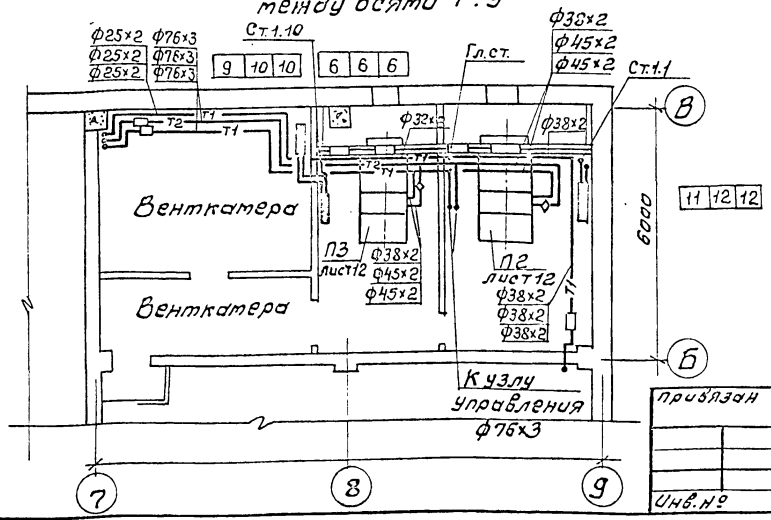 между осями 7÷9
Ст.1.10
ф25×2 ф76×3
ф25×2 ф76×3
ф25×2 ф76×3
9 10 10
6 6 6
Гл.ст.
ф38×2
ф45×2
ф45×2
Ст.1.1
Т1
Т2
Т1
ф38×2
В
Т2
Т1
Т1
11 12 12
6000
Венткамера
П3
лист12
ф38×2
ф45×2
ф45×2
П2
лист12
ф38×2
ф38×2
ф38×2
Т1
Венткамера
Б
К узлу
управления
ф76×3
привязан
Инв.№
7
8
9